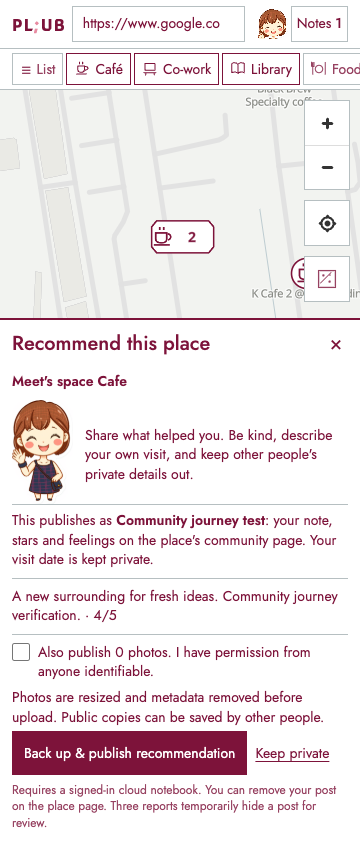 PL;UB
https://www.google.co
Notes 1
List
Café
Co-work
Library
Food
Black Brew
Specialty coffee
2
K Cafe 2 @
Recommend this place
Meet's space Cafe
Share what helped you. Be kind, describe
your own visit, and keep other people's
private details out.
This publishes as Community journey test: your note,
stars and feelings on the place's community page. Your
visit date is kept private.
A new surrounding for fresh ideas. Community journey
verification. · 4/5
Also publish 0 photos. I have permission from
anyone identifiable.
Photos are resized and metadata removed before
upload. Public copies can be saved by other people.
Back up & publish recommendation
Keep private
Requires a signed-in cloud notebook. You can remove your post
on the place page. Three reports temporarily hide a post for
review.